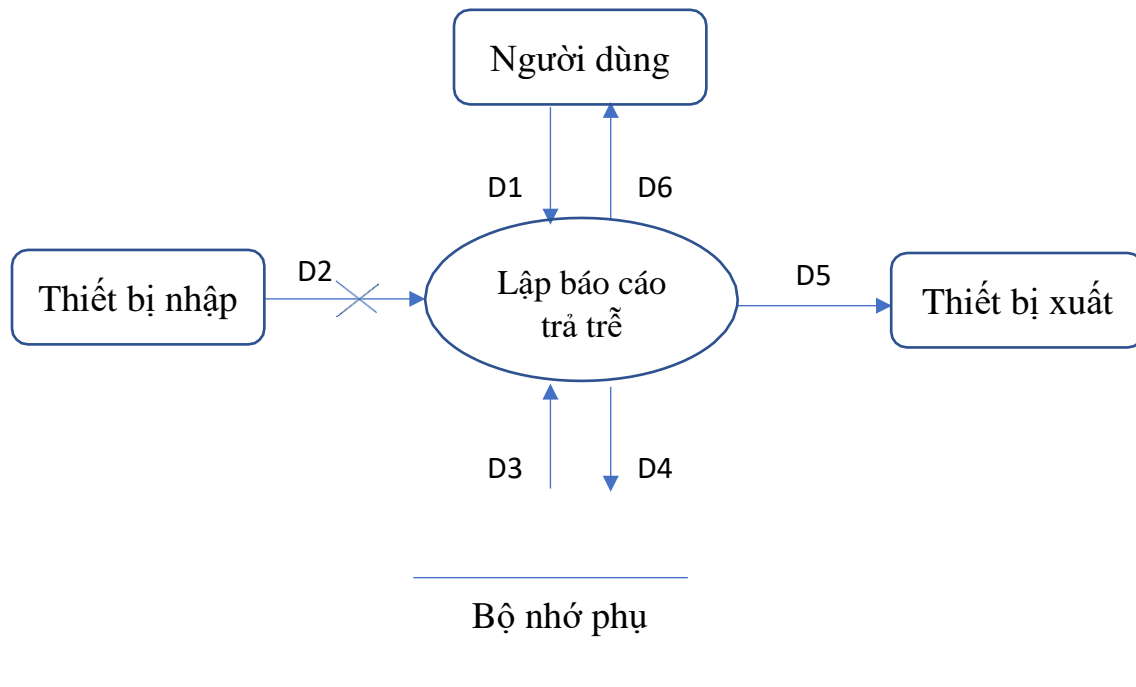 Người dùng
D1
D6
D2
Thiết bị nhập
Lập báo cáo
trả trễ
D5
Thiết bị xuất
D3
D4
Bộ nhớ phụ